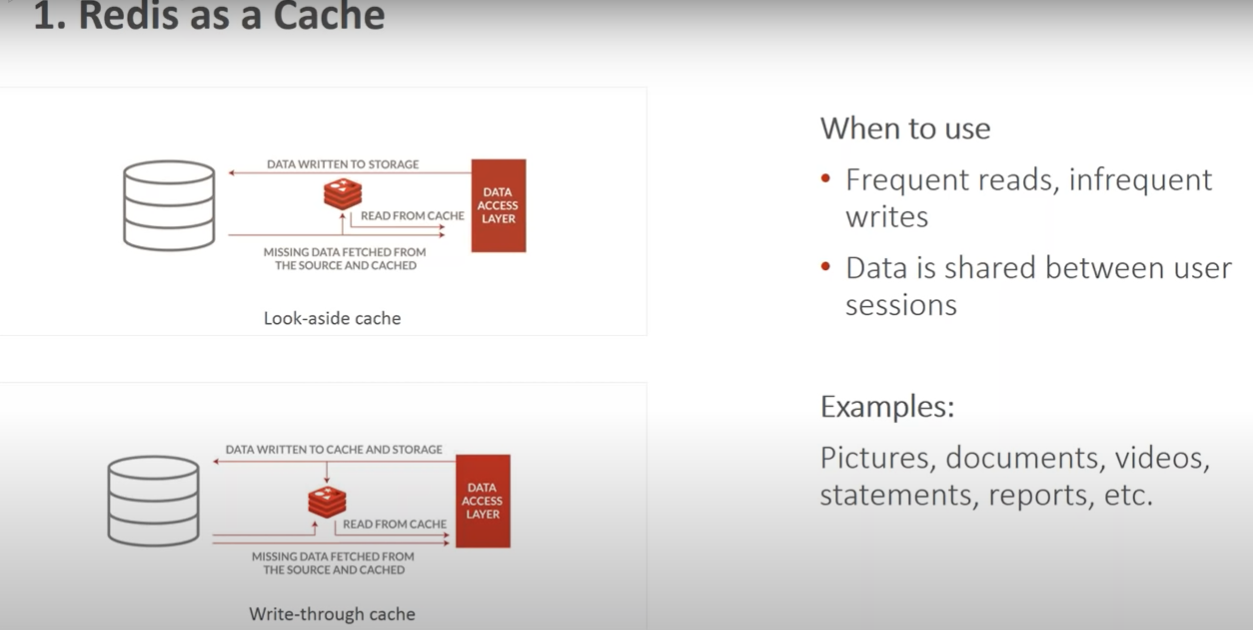 1. Redis as a Cache
DATA WRITTEN TO STORAGE
DATA
ACCESS
LAYER
READ FROM CACHE
MISSING DATA FETCHED FROM
THE SOURCE AND CACHED
Look-aside cache
DATA WRITTEN TO CACHE AND STORAGE
DATA
ACCESS
LAYER
READ FROM CACHE
MISSING DATA FETCHED FROM
THE SOURCE AND CACHED
Write-through cache
When to use
• Frequent reads, infrequent
writes
• Data is shared between user
sessions
Examples:
Pictures, documents, videos,
statements, reports, etc.